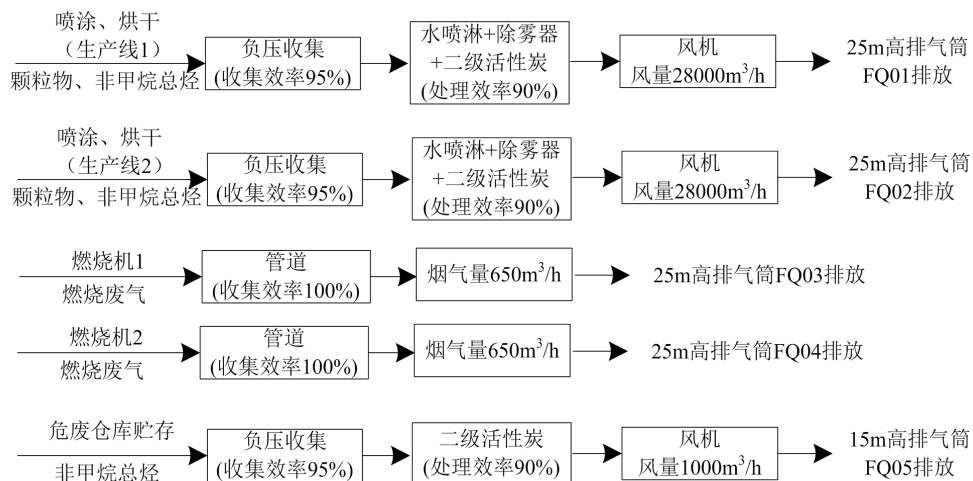 喷涂、烘干
（生产线1）
颗粒物、非甲烷总烃
负压收集
(收集效率95%)
水喷淋+除雾器
+二级活性炭
(处理效率90%)
风机
风量28000m³/h
25m高排气筒
FQ01排放
喷涂、烘干
（生产线2）
颗粒物、非甲烷总烃
负压收集
(收集效率95%)
水喷淋+除雾器
+二级活性炭
(处理效率90%)
风机
风量28000m³/h
25m高排气筒
FQ02排放
燃烧机1
燃烧废气
管道
(收集效率100%)
烟气量650m³/h
25m高排气筒FQ03排放
燃烧机2
燃烧废气
管道
(收集效率100%)
烟气量650m³/h
25m高排气筒FQ04排放
危废仓库贮存
非甲烷总烃
负压收集
(收集效率95%)
二级活性炭
(处理效率90%)
风机
风量1000m³/h
15m高排气筒
FQ05排放